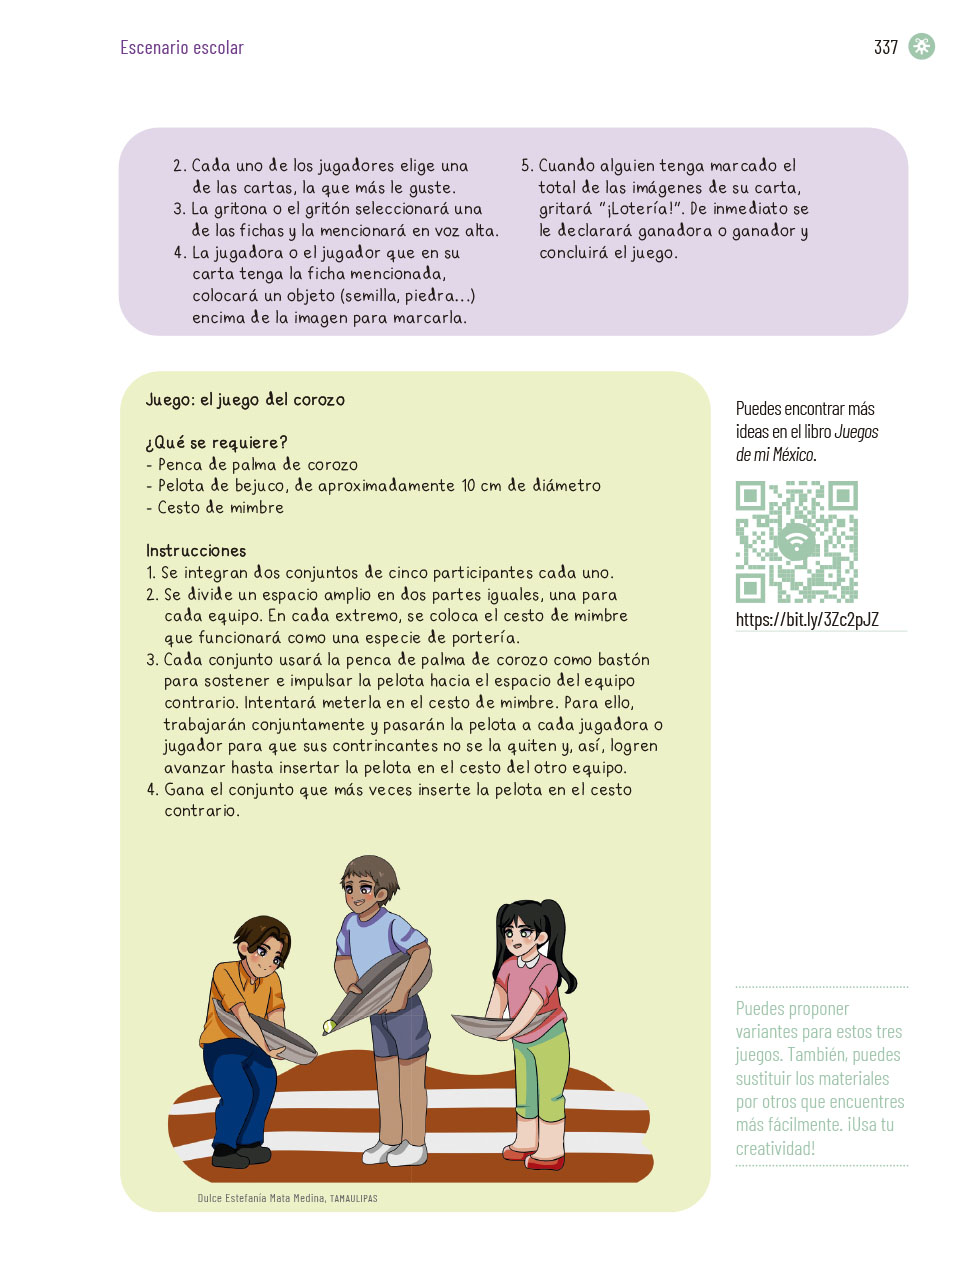 Escenario escolar
337
2. Cada uno de los jugadores elige una
de las cartas, la que más le guste.
3. La gritona o el gritón seleccionará una
de las fichas y la mencionará en voz alta.
4. La jugadora o el jugador que en su
carta tenga la ficha mencionada,
colocará un objeto (semilla, piedra...)
encima de la imagen para marcarla.
5. Cuando alguien tenga marcado el
total de las imágenes de su carta,
gritará "¡Lotería!". De inmediato se
le declarará ganadora o ganador y
concluirá el juego.
Juego: el juego del corozo
¿Qué se requiere?
- Penca de palma de corozo
- Pelota de bejuco, de aproximadamente 10 cm de diámetro
- Cesto de mimbre
Instrucciones
1. Se integran dos conjuntos de cinco participantes cada uno.
2. Se divide un espacio amplio en dos partes iguales, una para
cada equipo. En cada extremo, se coloca el cesto de mimbre
que funcionará como una especie de portería.
3. Cada conjunto usará la penca de palma de corozo como bastón
para sostener e impulsar la pelota hacia el espacio del equipo
contrario. Intentará meterla en el cesto de mimbre. Para ello,
trabajarán conjuntamente y pasarán la pelota a cada jugadora o
jugador para que sus contrincantes no se la quiten y, así, logren
avanzar hasta insertar la pelota en el cesto del otro equipo.
4. Gana el conjunto que más veces inserte la pelota en el cesto
contrario.
Dulce Estefanía Mata Medina, TAMAULIPAS
Puedes encontrar más
ideas en el libro Juegos
de mi México.
https://bit.ly/3Zc2pJZ
Puedes proponer
variantes para estos tres
juegos. También, puedes
sustituir los materiales
por otros que encuentres
más fácilmente. ¡Usa tu
creatividad!